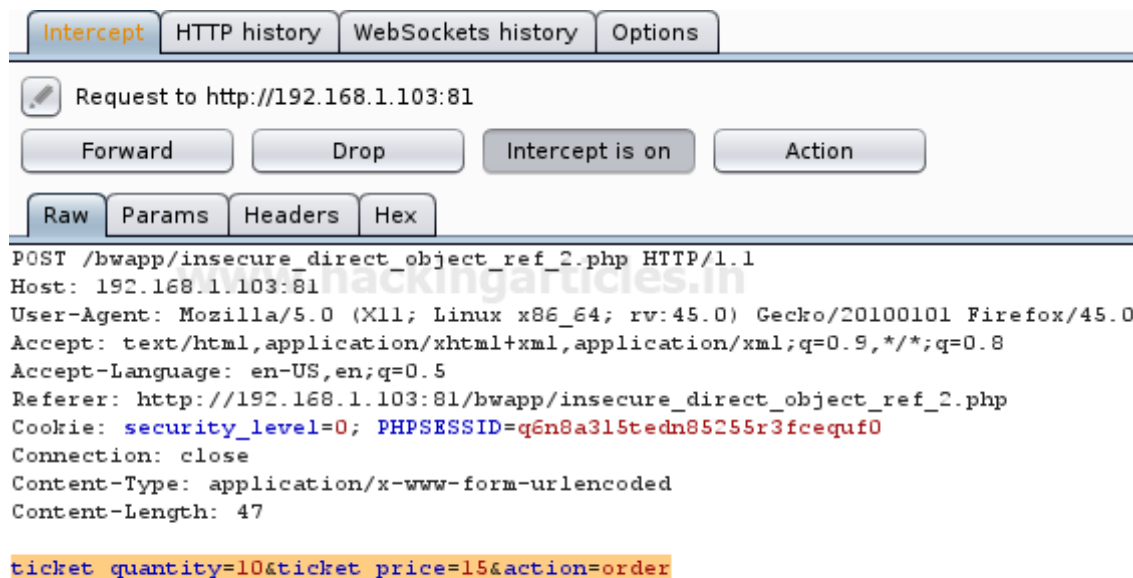 Intercept HTTP history WebSockets history Options
Request to http://192.168.1.103:81
Forward Drop Intercept is on Action
Raw Params Headers Hex
POST /bwapp/insecure_direct_object_ref_2.php HTTP/1.1
www.hackingarticles.in
Host: 192.168.1.103:81
User-Agent: Mozilla/5.0 (X11; Linux x86_64; rv:45.0) Gecko/20100101 Firefox/45.0
Accept: text/html,application/xhtml+xml,application/xml;q=0.9,*/*;q=0.8
Accept-Language: en-US,en;q=0.5
Referer: http://192.168.1.103:81/bwapp/insecure_direct_object_ref_2.php
Cookie: security_level=0; PHPSESSID=q6n8a315tedn85255r3fcequf0
Connection: close
Content-Type: application/x-www-form-urlencoded
Content-Length: 47
ticket_quantity=10&ticket_price=15&action=order